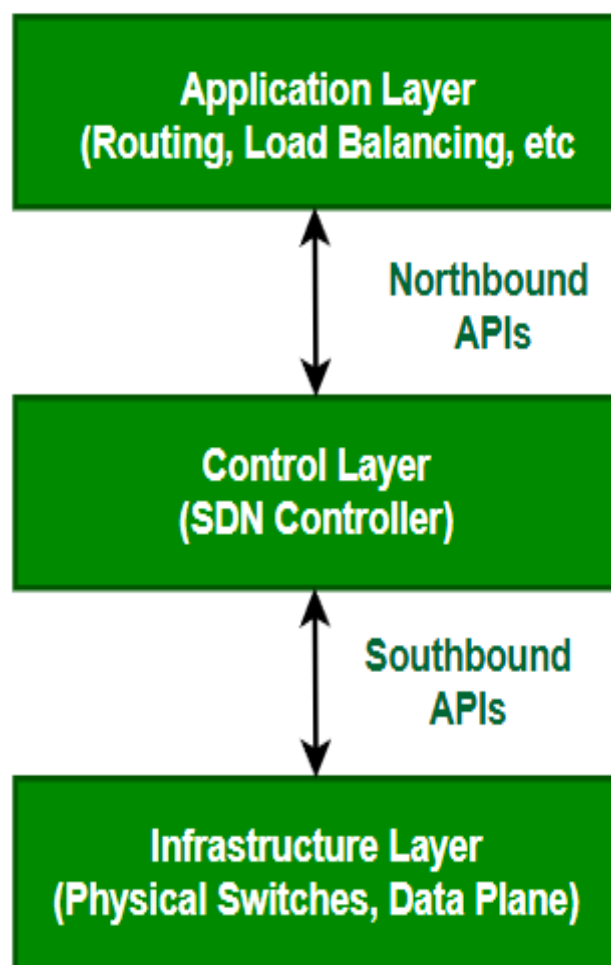 Application Layer
(Routing, Load Balancing, etc
Northbound
APIs
Control Layer
(SDN Controller)
Southbound
APIs
Infrastructure Layer
(Physical Switches, Data Plane)